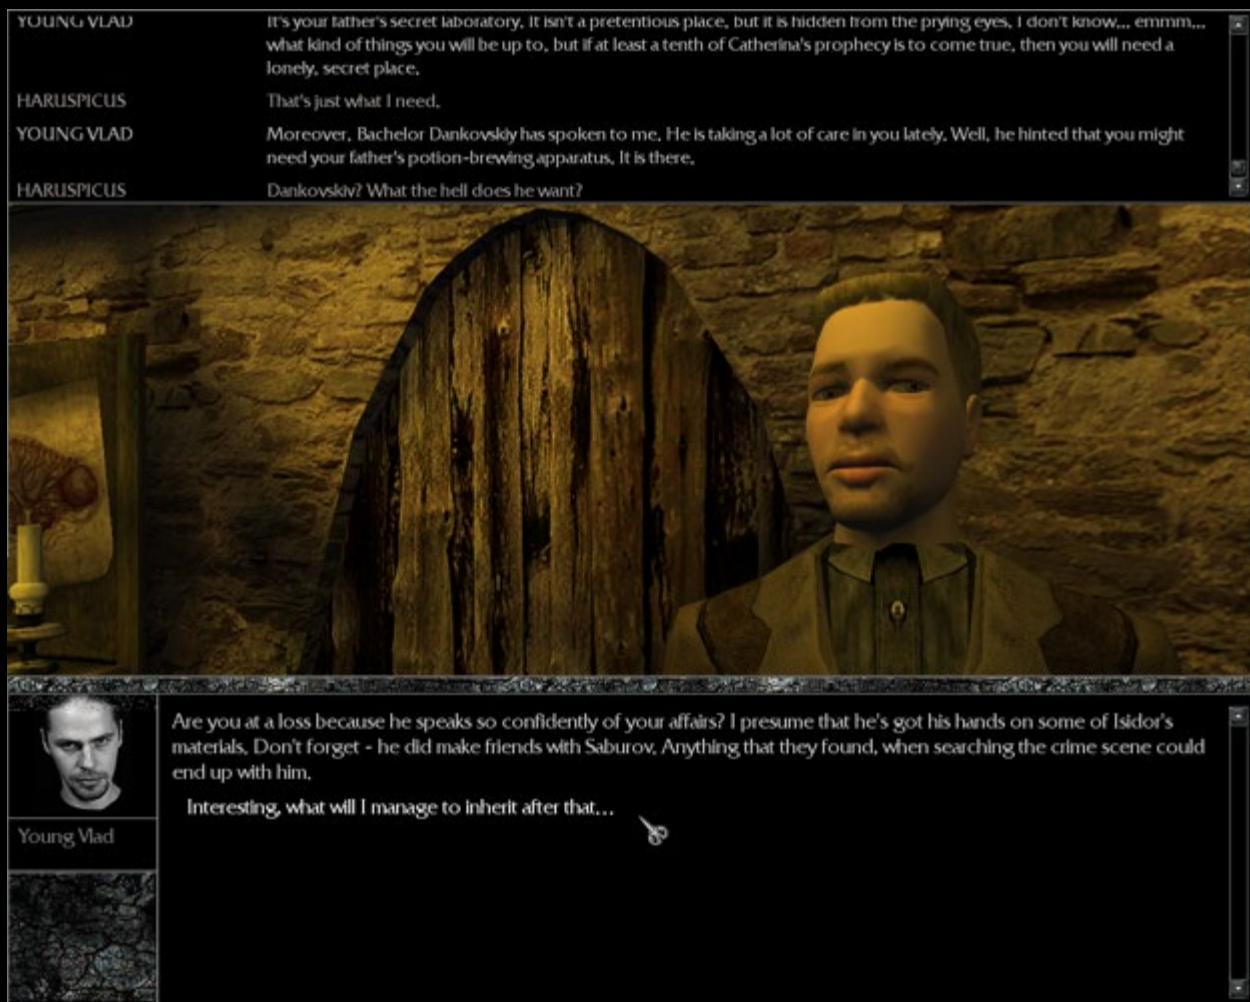 YOUNG VLAD It's your father's secret laboratory. It isn't a pretentious place, but it is hidden from the prying eyes. I don't know... emmm...
what kind of things you will be up to, but if at least a tenth of Catherina's prophecy is to come true, then you will need a
lonely, secret place.
HARUSPICUS That's just what I need.
YOUNG VLAD Moreover, Bachelor Dankovskiy has spoken to me. He is taking a lot of care in you lately. Well, he hinted that you might
need your father's potion-brewing apparatus. It is there.
HARUSPICUS Dankovskiy? What the hell does he want?
Are you at a loss because he speaks so confidently of your affairs? I presume that he's got his hands on some of Isidor's
materials. Don't forget - he did make friends with Saburov. Anything that they found, when searching the crime scene could
end up with him.
Interesting, what will I manage to inherit after that...
Young Vlad